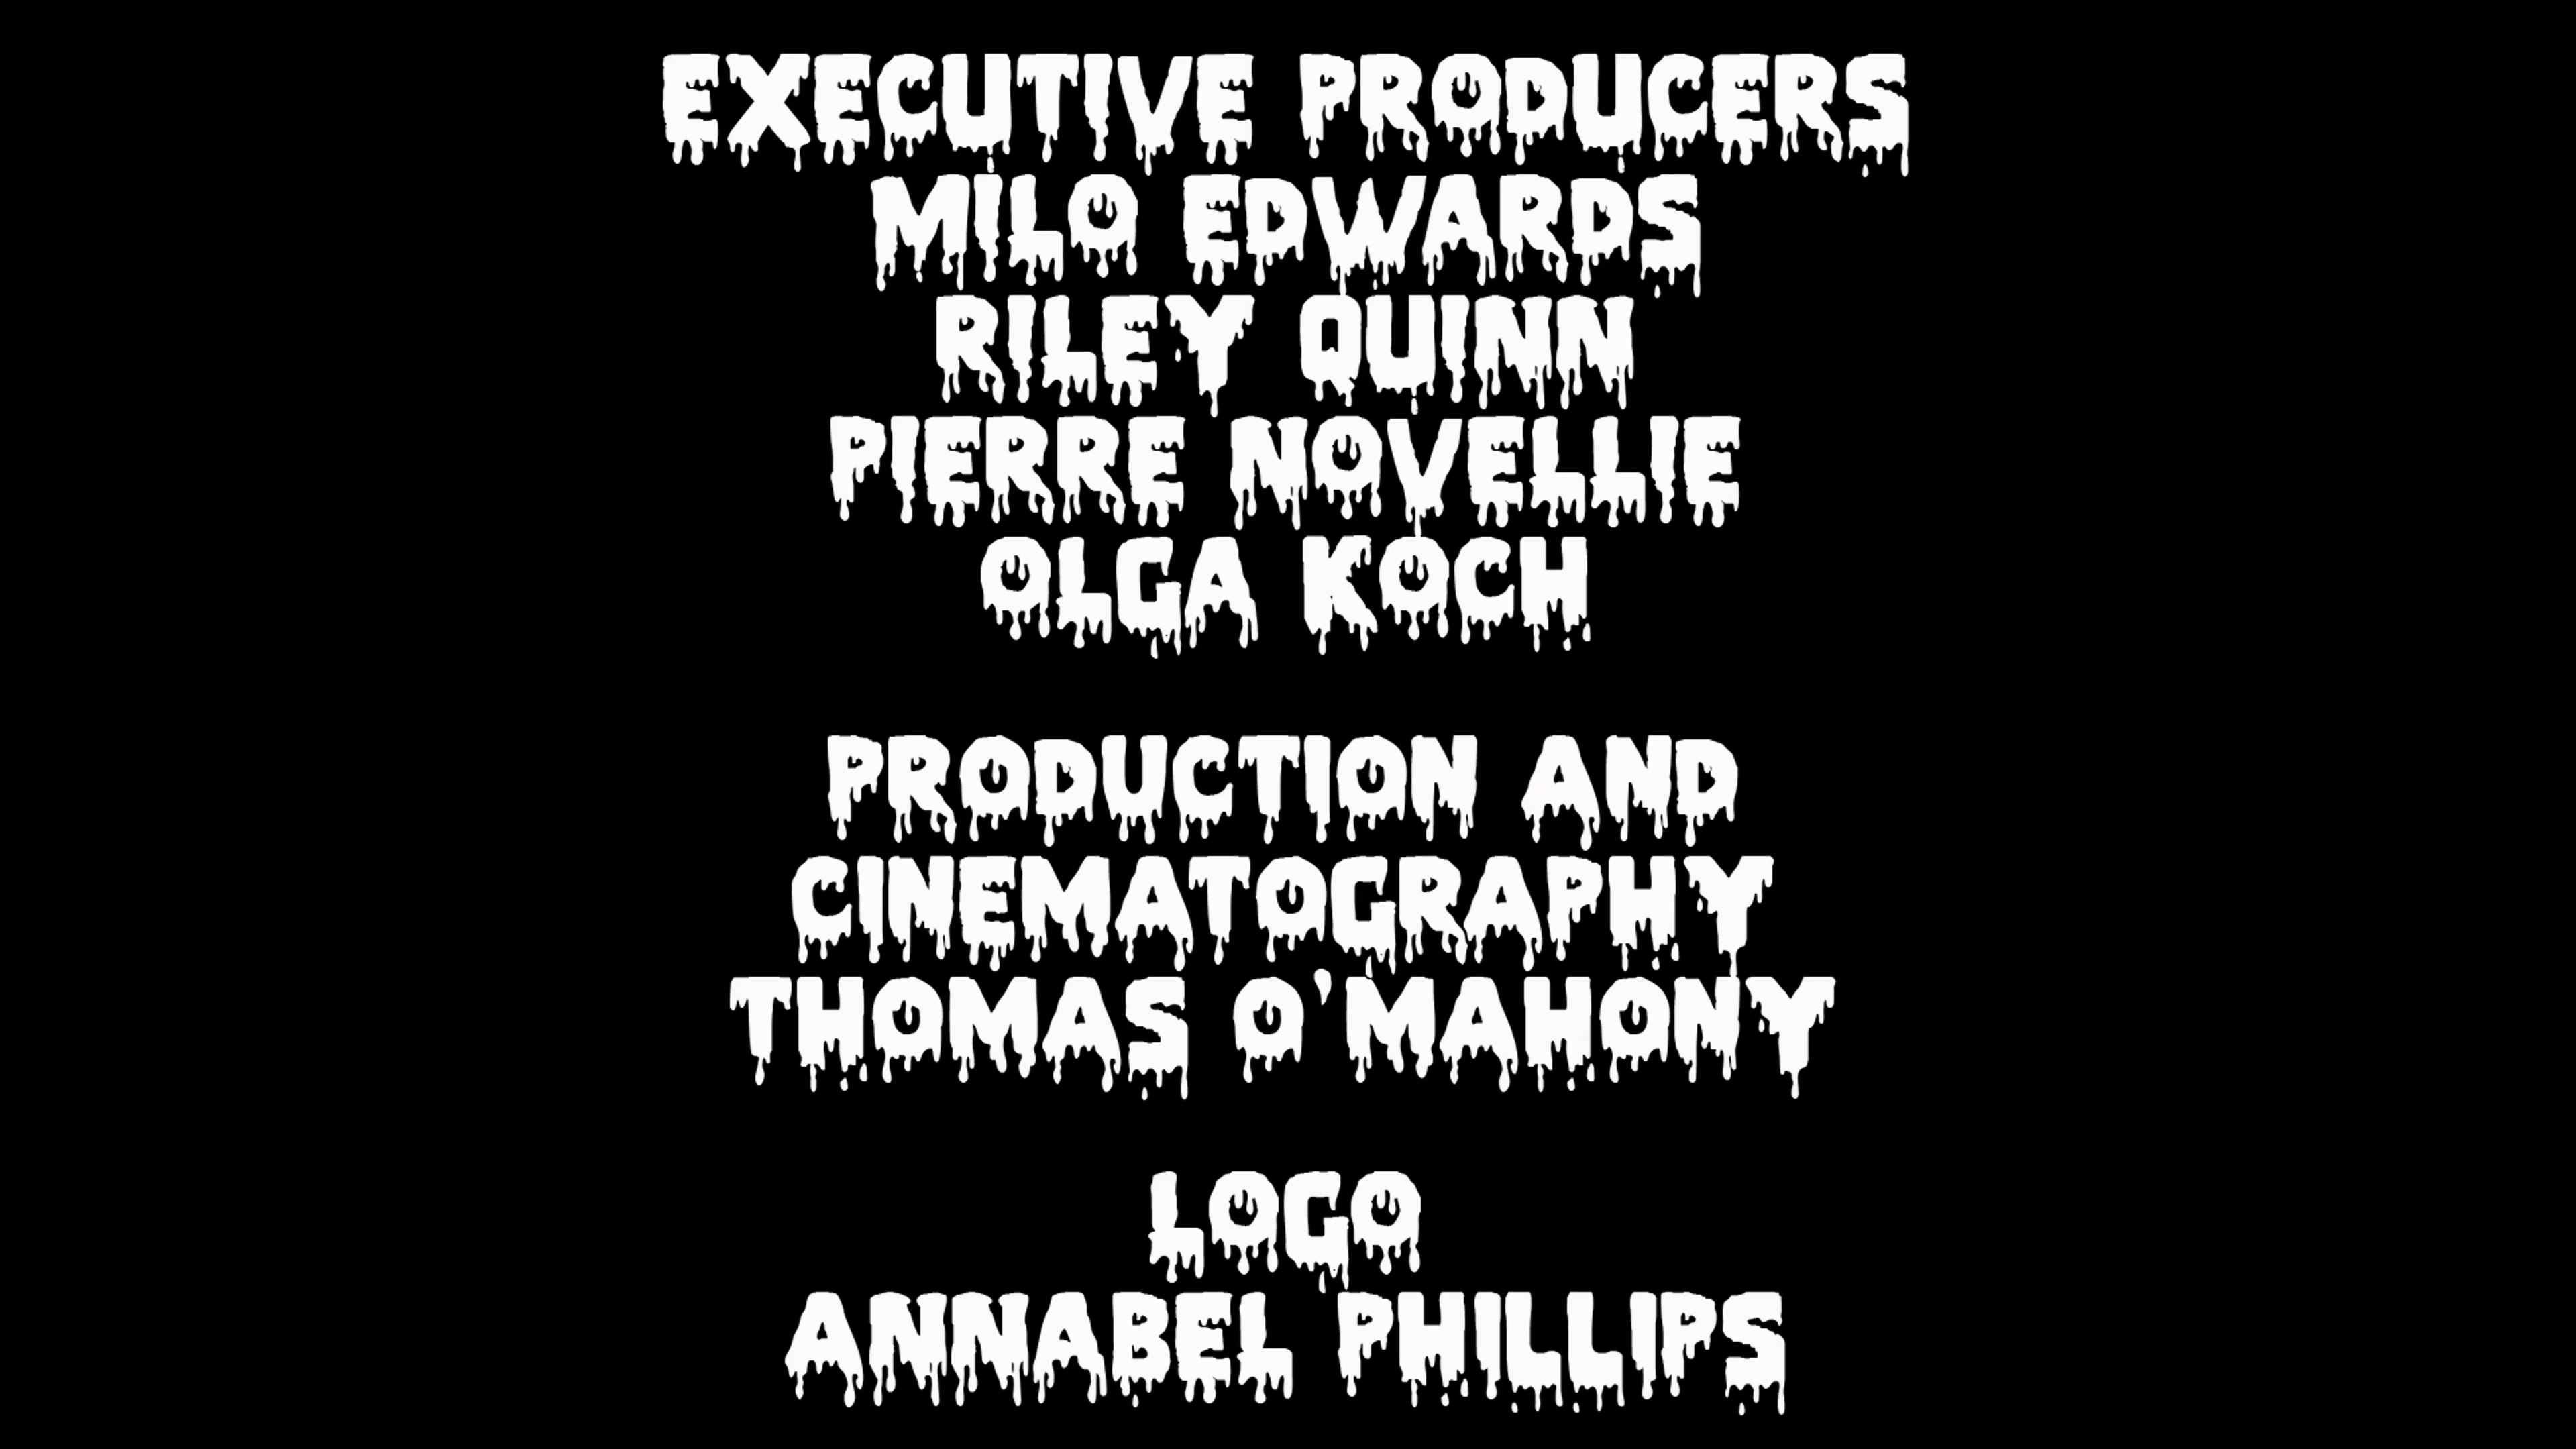 EXECUTIVE PRODUCERS
MILO EDWARDS
RILEY QUINN
PIERRE NOVELLIE
OLGA KOCH
PRODUCTION AND
CINEMATOGRAPHY
THOMAS O'MAHONY
LOGO
ANNABEL PHILLIPS